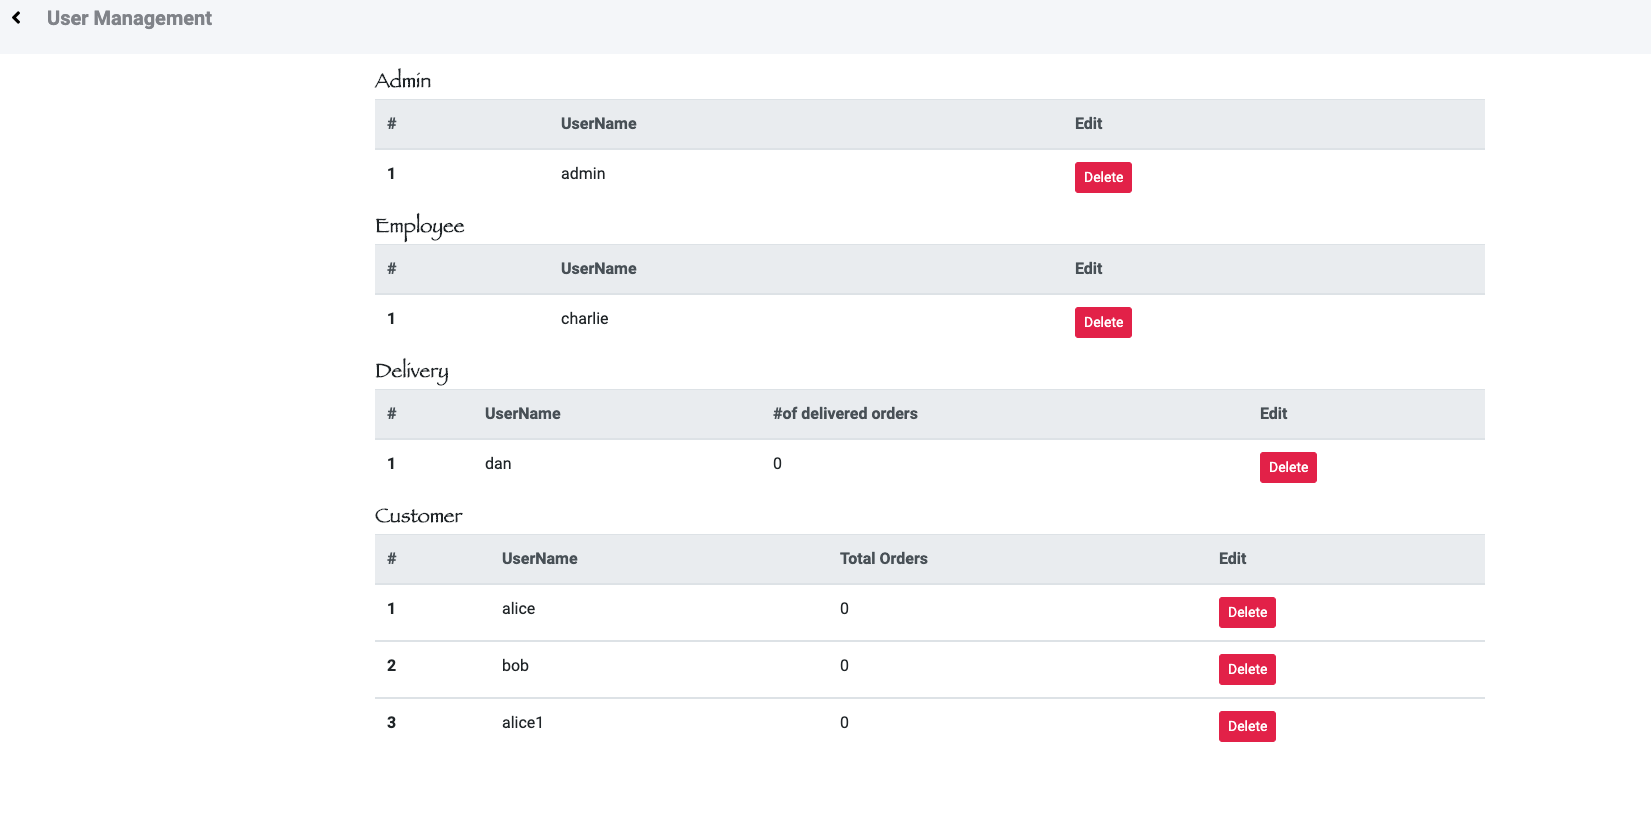 User Management
Admin
# UserName Edit
1 admin Delete
Employee
# UserName Edit
1 charlie Delete
Delivery
# UserName #of delivered orders Edit
1 dan 0 Delete
Customer
# UserName Total Orders Edit
1 alice 0 Delete
2 bob 0 Delete
3 alice1 0 Delete